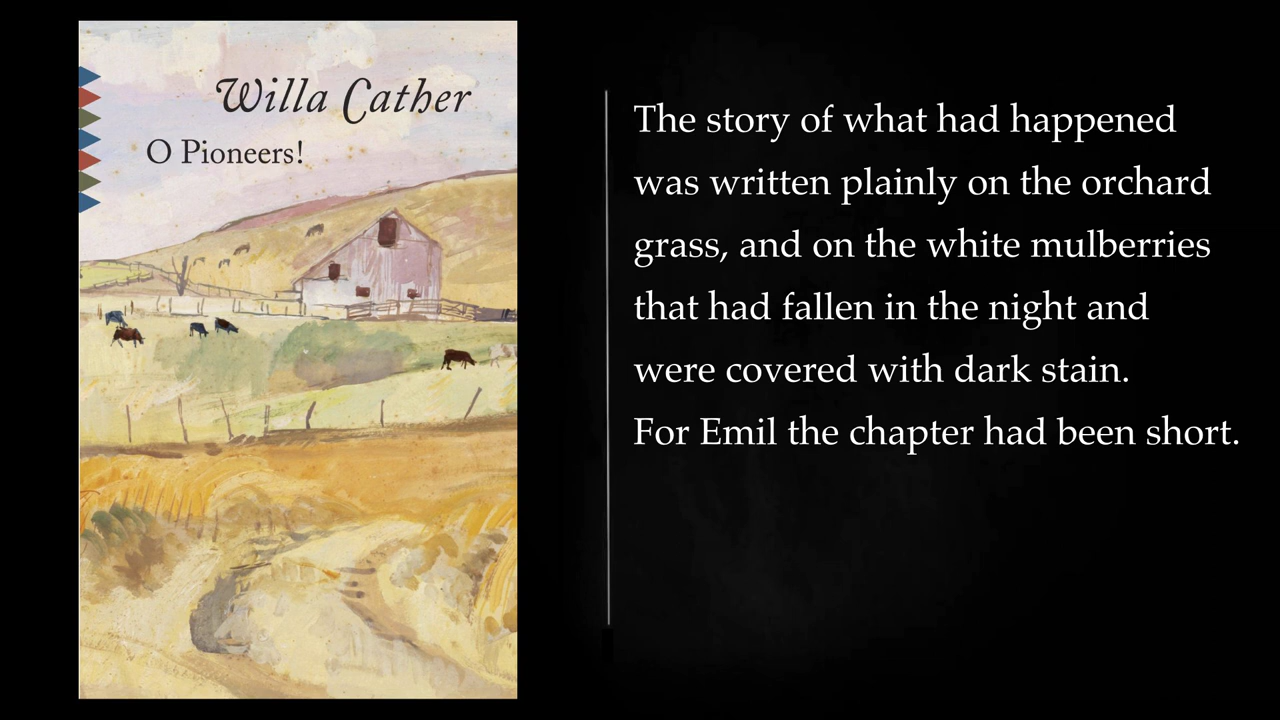 Willa Cather
O Pioneers!
The story of what had happened
was written plainly on the orchard
grass, and on the white mulberries
that had fallen in the night and
were covered with dark stain.
For Emil the chapter had been short.